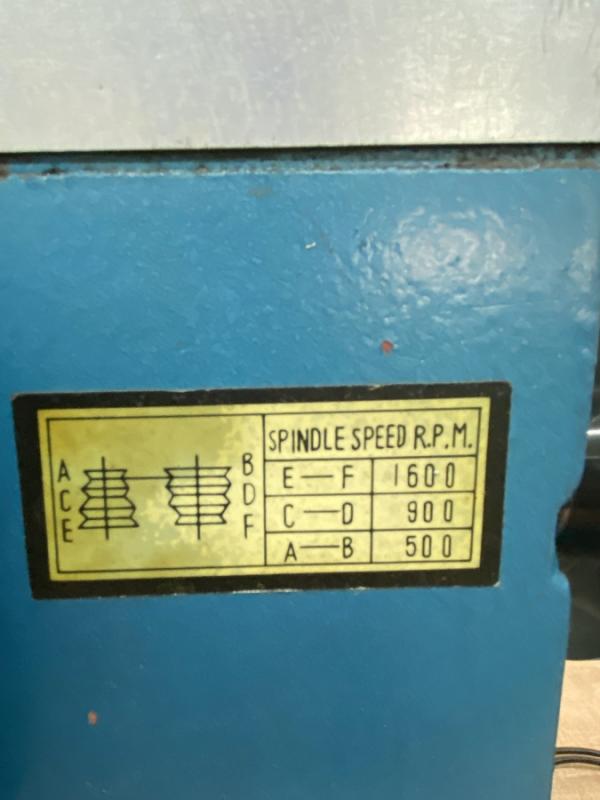 A B
C D
E F
SPINDLE SPEED R.P.M.
E—F 1600
C—D 900
A—B 500